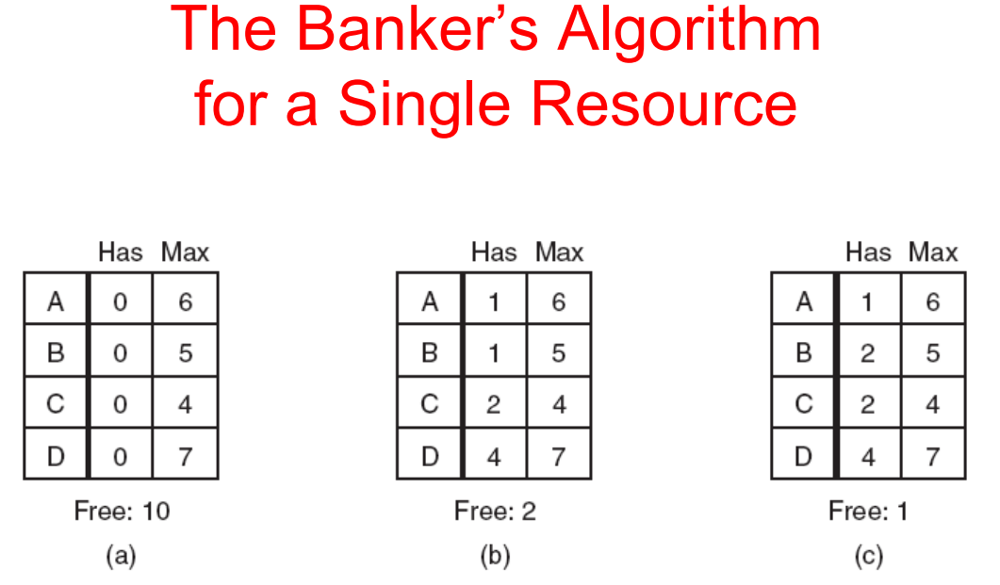 The Banker’s Algorithm
for a Single Resource
Has Max
A 0 6
B 0 5
C 0 4
D 0 7
Free: 10
(a)
Has Max
A 1 6
B 1 5
C 2 4
D 4 7
Free: 2
(b)
Has Max
A 1 6
B 2 5
C 2 4
D 4 7
Free: 1
(c)